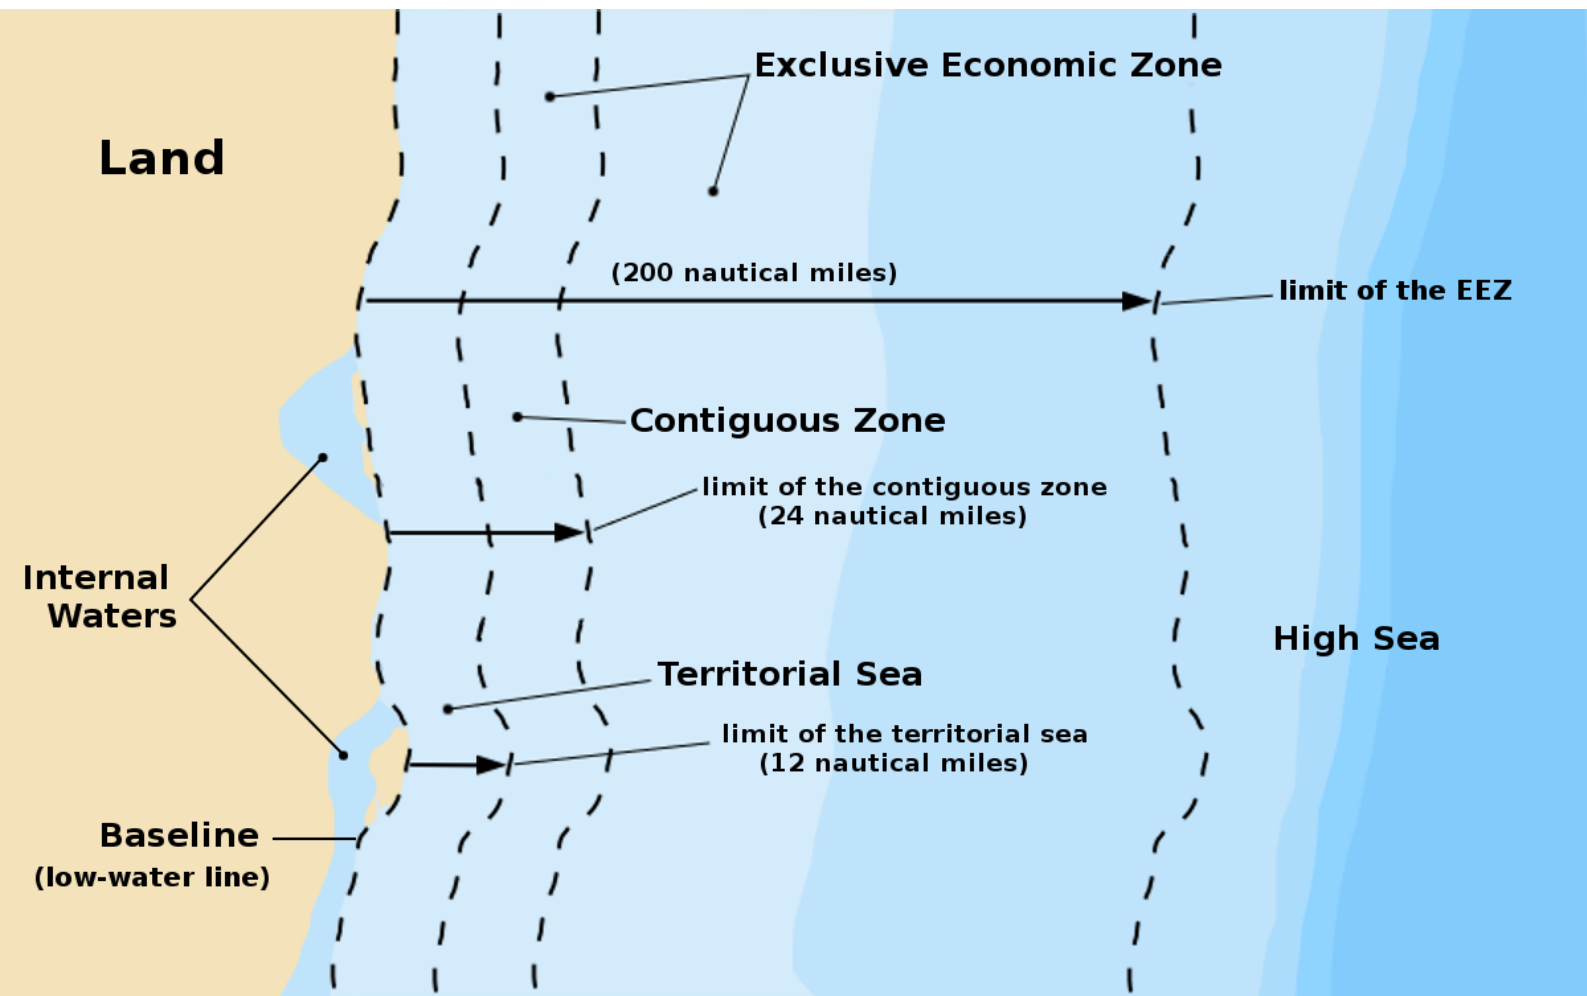 Exclusive Economic Zone
Land
(200 nautical miles)
limit of the EEZ
Contiguous Zone
limit of the contiguous zone
(24 nautical miles)
Internal
Waters
High Sea
Territorial Sea
limit of the territorial sea
(12 nautical miles)
Baseline
(low-water line)